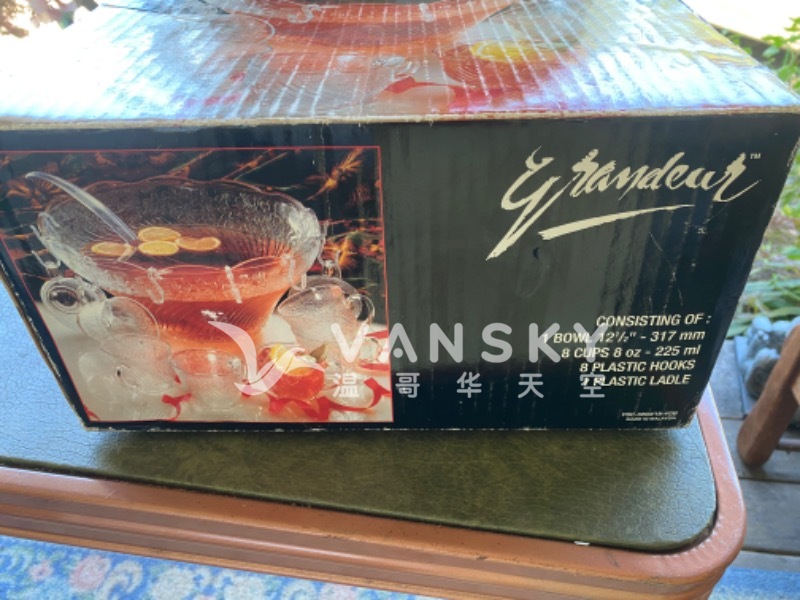 Grandeur™
CONSISTING OF :
1 BOWL 12½" - 317 mm
8 CUPS 8 oz - 225 ml
8 PLASTIC HOOKS
PLASTIC LADLE
VANSKY
温哥华天空